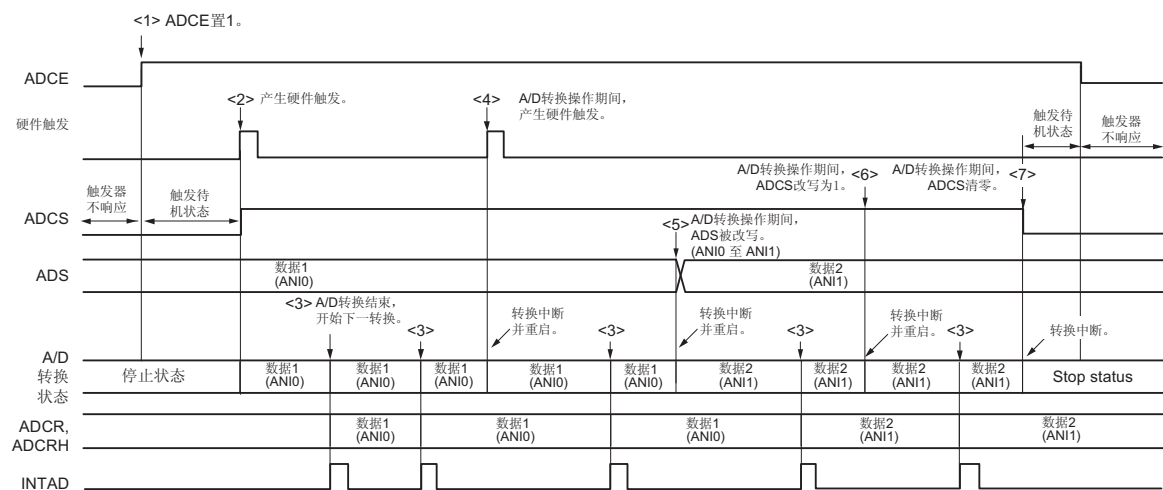 <1> ADCE置1。
ADCE
<2> 产生硬件触发。
<4> A/D转换操作期间,
产生硬件触发。
硬件触发
触发待
机状态
触发器
不响应
A/D转换操作期间,
ADCS改写为1。
<6>
A/D转换操作期间,
ADCS清零。
<7>
触发器
不响应
触发待
机状态
ADCS
<5> A/D转换操作期间,
ADS被改写。
(ANI0 至 ANI1)
ADS
数据1
(ANI0)
数据2
(ANI1)
<3> A/D转换结束,
开始下一转换。
<3>
转换中断
并重启。
<3>
转换中断
并重启。
<3>
转换中断
并重启。
<3>
转换中断。
A/D
转换
状态
停止状态
数据1
(ANI0)
数据1
(ANI0)
数据1
(ANI0)
数据1
(ANI0)
数据1
(ANI0)
数据2
(ANI1)
数据2
(ANI1)
数据2
(ANI1)
数据2
(ANI1)
Stop status
ADCR,
ADCRH
数据1
(ANI0)
数据1
(ANI0)
数据1
(ANI0)
数据2
(ANI1)
数据2
(ANI1)
INTAD